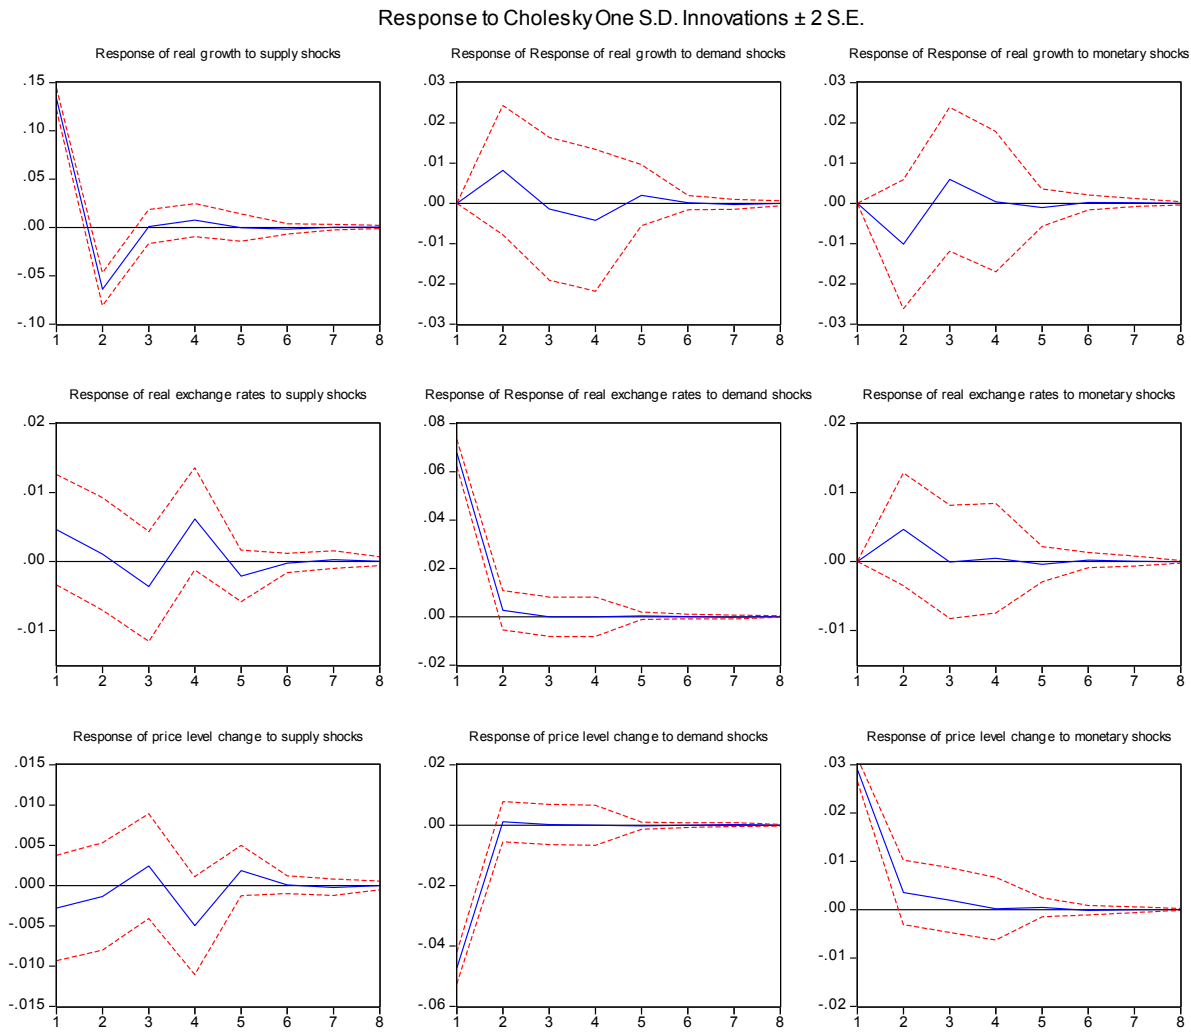 Response to Cholesky One S.D. Innovations ± 2 S.E.
Response of real growth to supply shocks
.15
.10
.05
.00
-.05
-.10
1 2 3 4 5 6 7 8
Response of Response of real growth to demand shocks
.03
.02
.01
.00
-.01
-.02
-.03
1 2 3 4 5 6 7 8
Response of Response of real growth to monetary shocks
.03
.02
.01
.00
-.01
-.02
-.03
1 2 3 4 5 6 7 8
Response of real exchange rates to supply shocks
.02
.01
.00
-.01
1 2 3 4 5 6 7 8
Response of Response of real exchange rates to demand shocks
.08
.06
.04
.02
.00
-.02
1 2 3 4 5 6 7 8
Response of real exchange rates to monetary shocks
.02
.01
.00
-.01
1 2 3 4 5 6 7 8
Response of price level change to supply shocks
.015
.010
.005
.000
-.005
-.010
-.015
1 2 3 4 5 6 7 8
Response of price level change to demand shocks
.02
.00
-.02
-.04
-.06
1 2 3 4 5 6 7 8
Response of price level change to monetary shocks
.03
.02
.01
.00
-.01
-.02
1 2 3 4 5 6 7 8